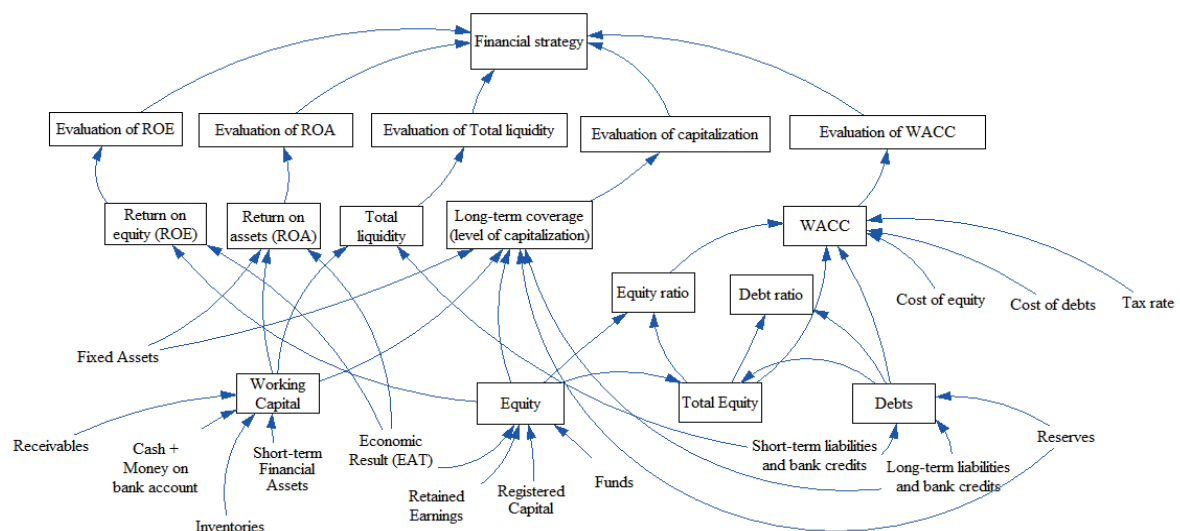 Financial strategy
Evaluation of ROE
Evaluation of ROA
Evaluation of Total liquidity
Evaluation of capitalization
Evaluation of WACC
Return on
equity (ROE)
Return on
assets (ROA)
Total
liquidity
Long-term coverage
(level of capitalization)
WACC
Equity ratio
Debt ratio
Cost of equity
Cost of debts
Tax rate
Fixed Assets
Working
Capital
Equity
Total Equity
Debts
Receivables
Cash +
Money on
bank account
Short-term
Financial
Assets
Economic
Result (EAT)
Short-term liabilities
and bank credits
Long-term liabilities
and bank credits
Reserves
Inventories
Retained
Earnings
Registered
Capital
Funds